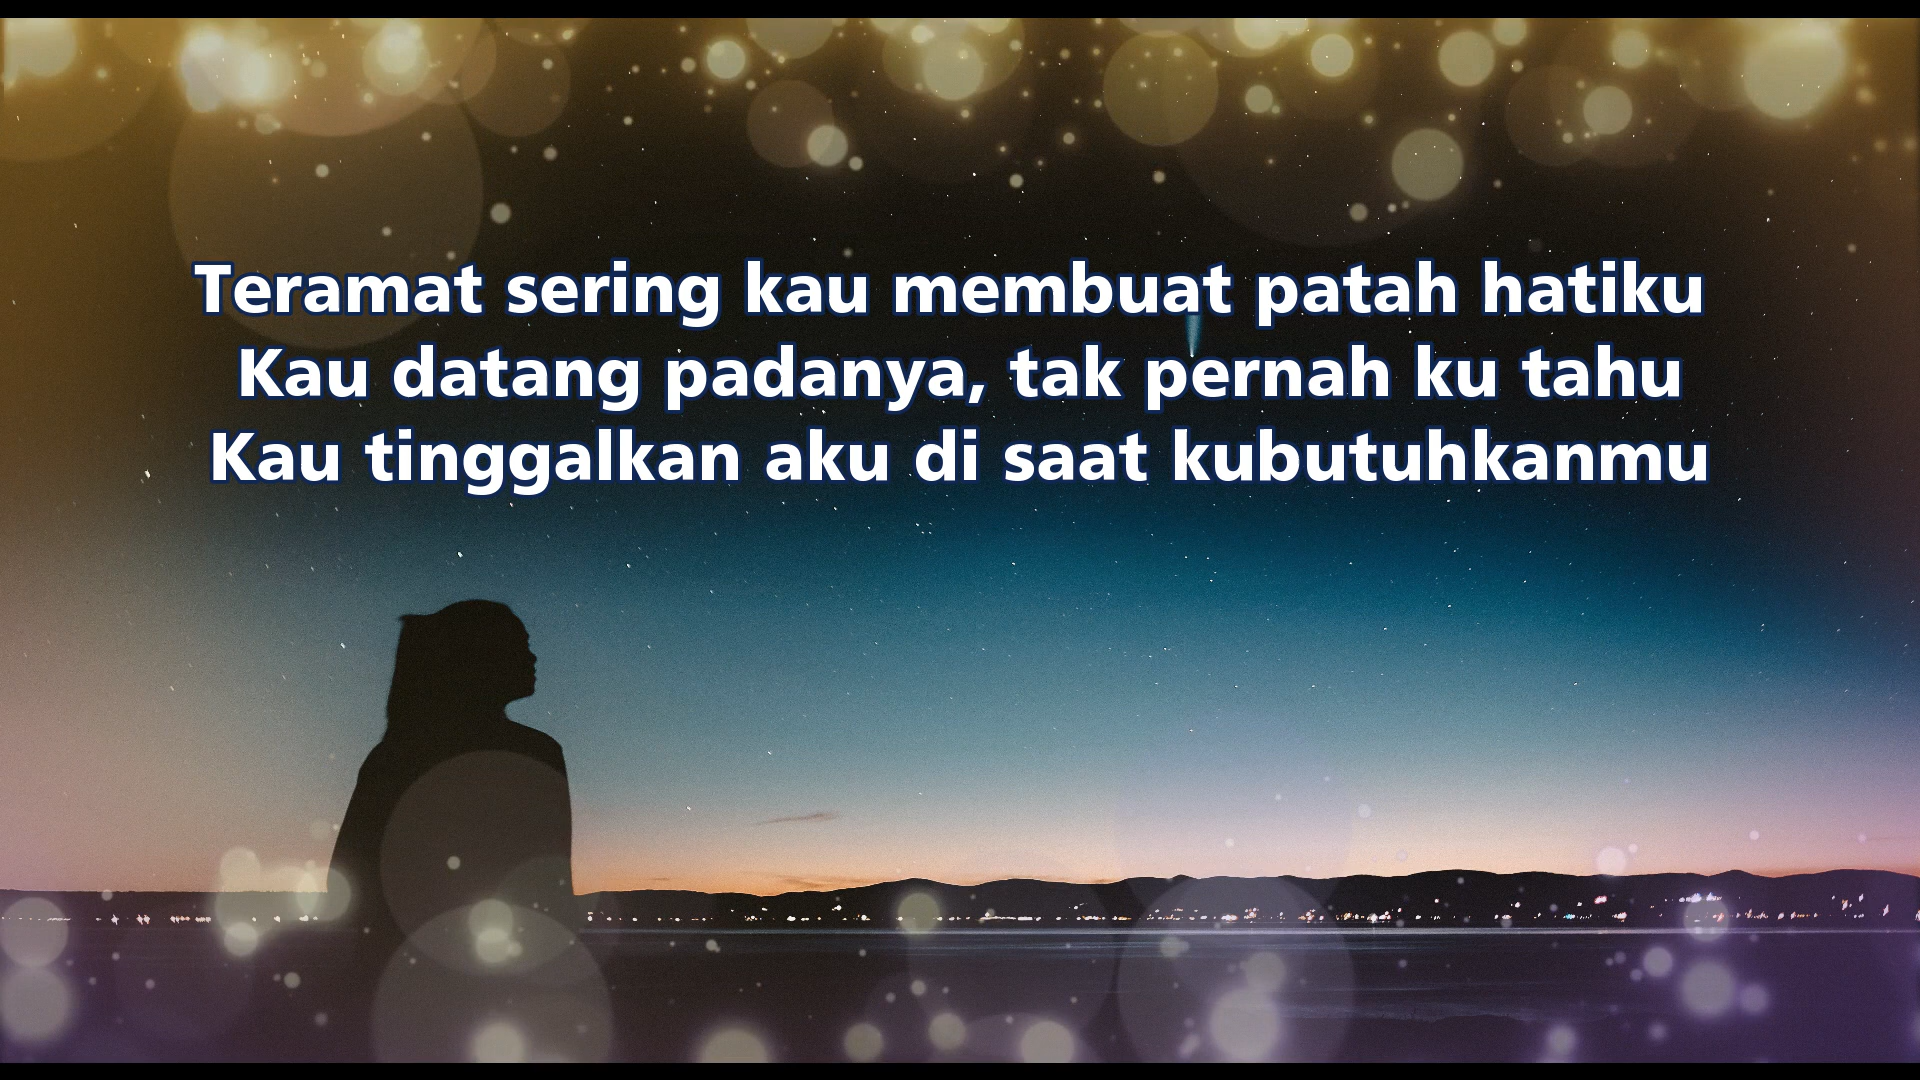 Teramat sering kau membuat patah hatiku
Kau datang padanya, tak pernah ku tahu
Kau tinggalkan aku di saat kubutuhkanmu